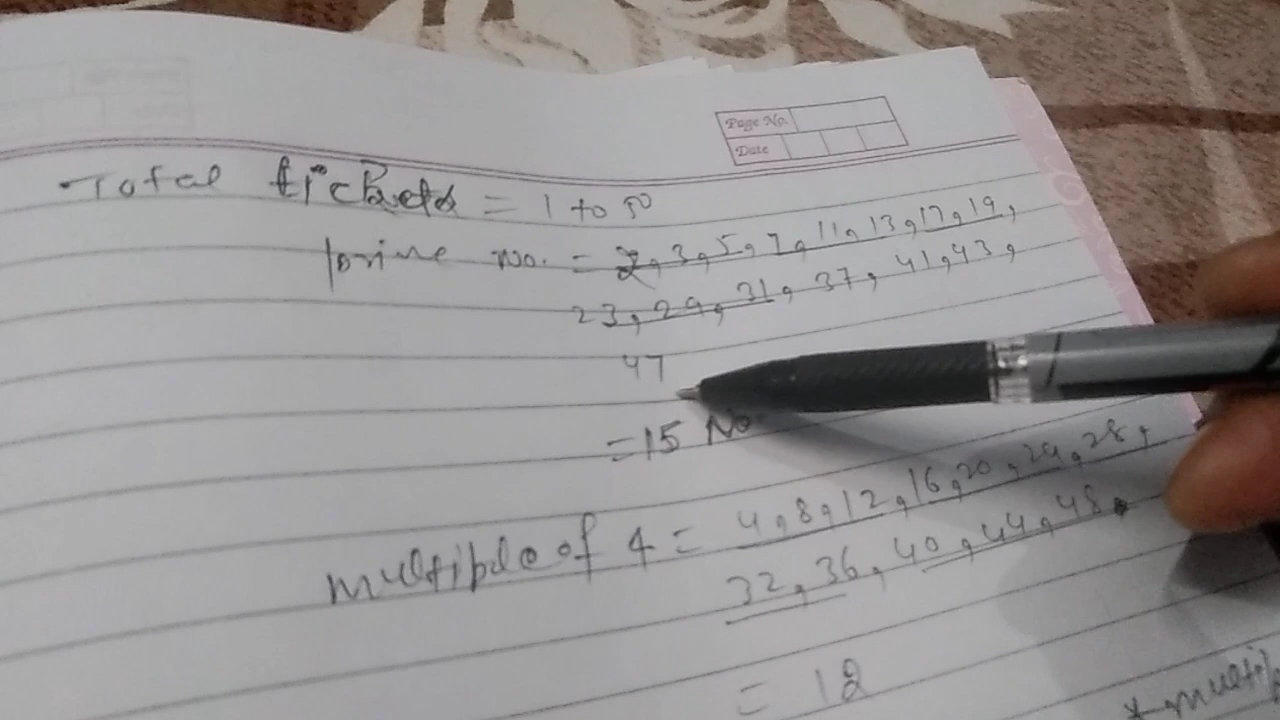 Page No.
Date
Total tickets = 1 to 50
prime No. = 2, 3, 5, 7, 11, 13, 17, 19,
23, 29, 31, 37, 41, 43,
47
= 15 No.
multiple of 4 = 4, 8, 12, 16, 20, 24, 28,
32, 36, 40, 44, 48
= 12